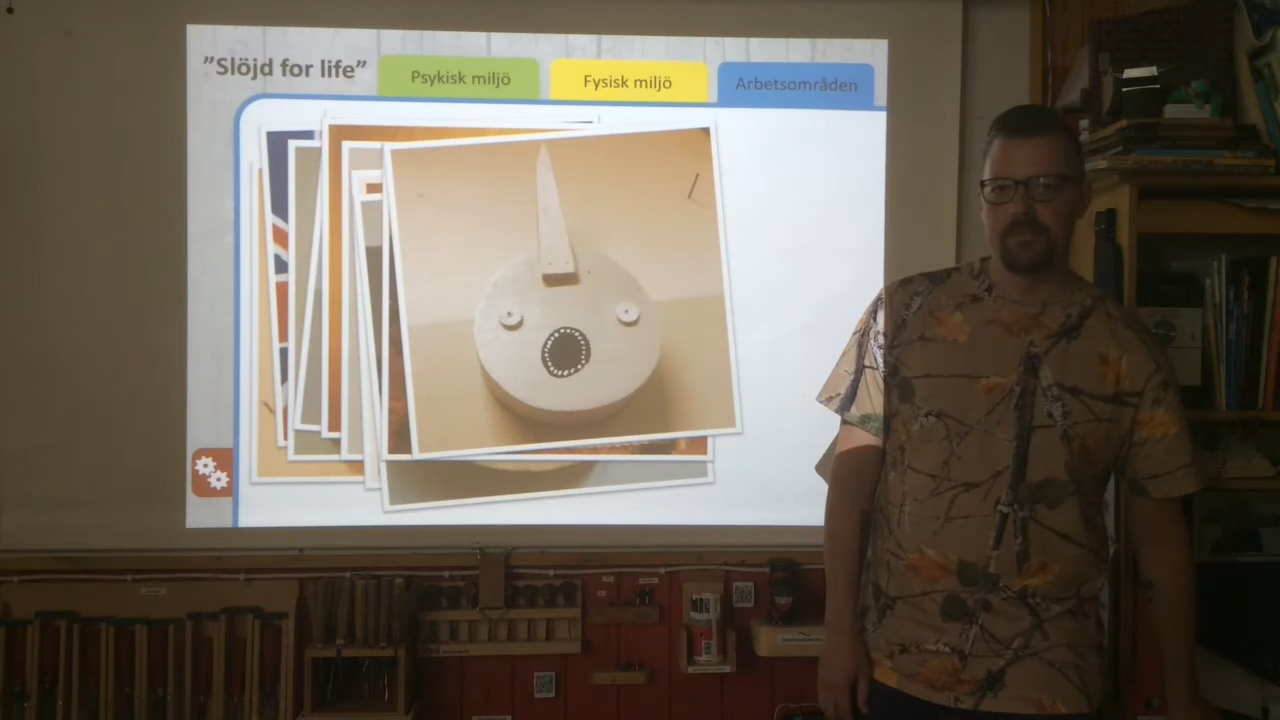 ”Slöjd for life”
Psykisk miljö
Fysisk miljö
Arbetsområden